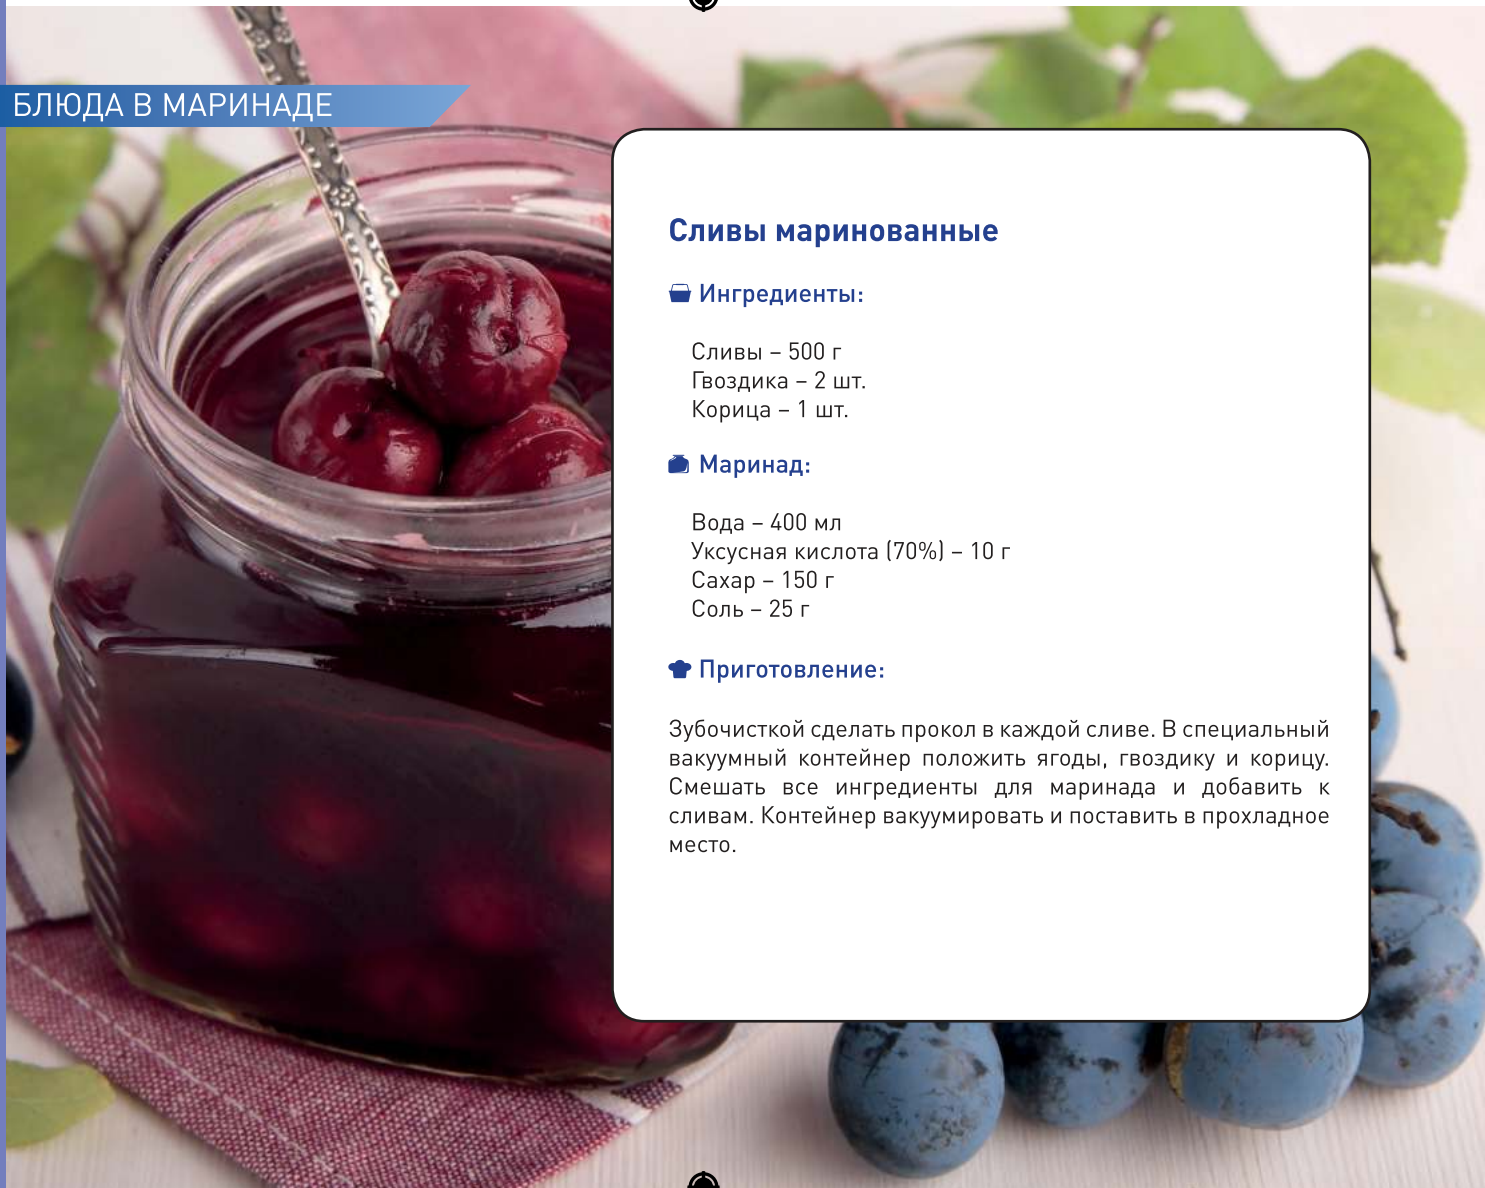 БЛЮДА В МАРИНАДЕ
Сливы маринованные
Ингредиенты:
Сливы – 500 г
Гвоздика – 2 шт.
Корица – 1 шт.
Маринад:
Вода – 400 мл
Уксусная кислота (70%) – 10 г
Сахар – 150 г
Соль – 25 г
Приготовление:
Зубочисткой сделать прокол в каждой сливе. В специальный
вакуумный контейнер положить ягоды, гвоздику и корицу.
Смешать все ингредиенты для маринада и добавить к
сливам. Контейнер вакуумировать и поставить в прохладное
место.